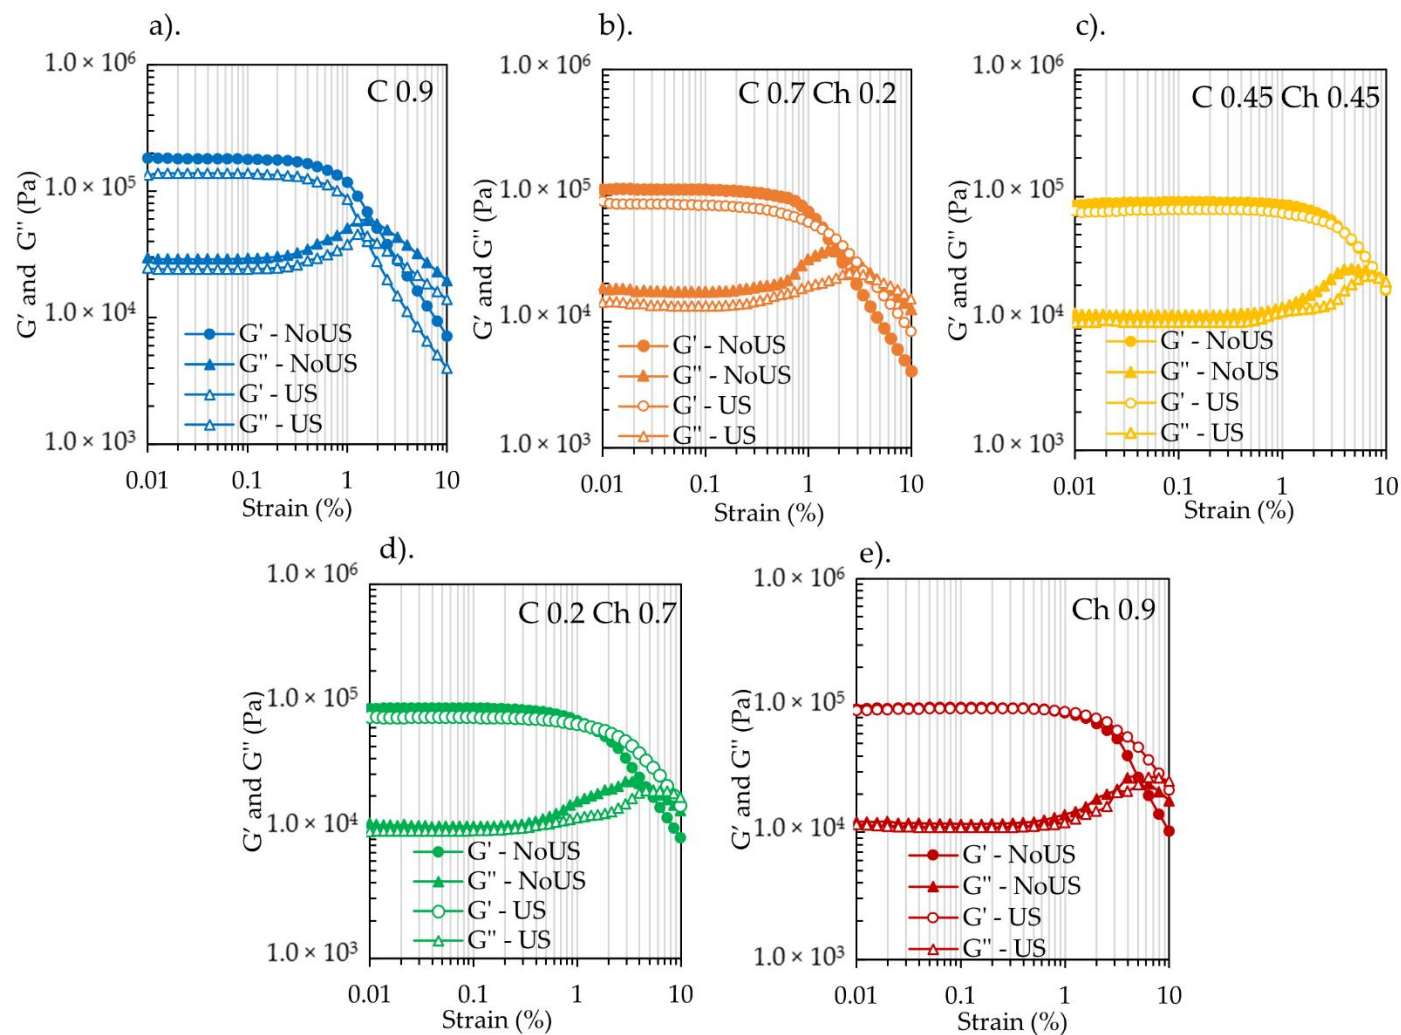 a).
C 0.9
1.0 × 10⁶
1.0 × 10⁵
1.0 × 10⁴
1.0 × 10³
G' and G'' (Pa)
G' - NoUS
G'' - NoUS
G' - US
G'' - US
0.01 0.1 1 10
Strain (%)
b).
C 0.7 Ch 0.2
1.0 × 10⁶
1.0 × 10⁵
1.0 × 10⁴
1.0 × 10³
G' and G'' (Pa)
G' - NoUS
G'' - NoUS
G' - US
G'' - US
0.01 0.1 1 10
Strain (%)
c).
C 0.45 Ch 0.45
1.0 × 10⁶
1.0 × 10⁵
1.0 × 10⁴
1.0 × 10³
G' and G'' (Pa)
G' - NoUS
G'' - NoUS
G' - US
G'' - US
0.01 0.1 1 10
Strain (%)
d).
C 0.2 Ch 0.7
1.0 × 10⁶
1.0 × 10⁵
1.0 × 10⁴
1.0 × 10³
G' and G'' (Pa)
G' - NoUS
G'' - NoUS
G' - US
G'' - US
0.01 0.1 1 10
Strain (%)
e).
Ch 0.9
1.0 × 10⁶
1.0 × 10⁵
1.0 × 10⁴
1.0 × 10³
G' and G'' (Pa)
G' - NoUS
G'' - NoUS
G' - US
G'' - US
0.01 0.1 1 10
Strain (%)